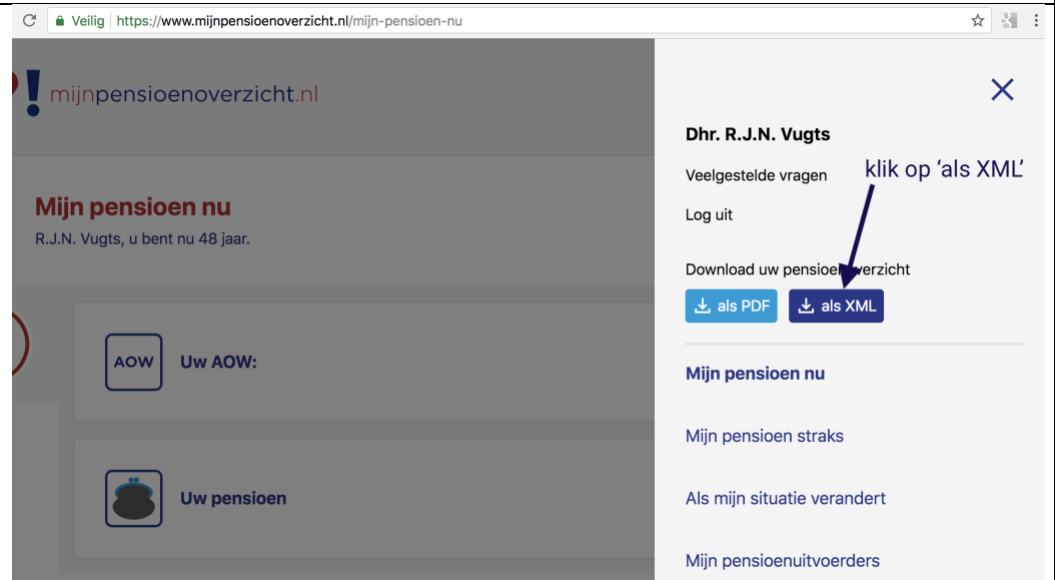 Veilig | https://www.mijnpensioenoverzicht.nl/mijn-pensioen-nu
! mijnpensioenoverzicht.nl
Mijn pensioen nu
R.J.N. Vugts, u bent nu 48 jaar.
AOW
Uw AOW:
Uw pensioen
Dhr. R.J.N. Vugts
Veelgestelde vragen
klik op ‘als XML’
Log uit
Download uw pensioenoverzicht
als PDF
als XML
Mijn pensioen nu
Mijn pensioen straks
Als mijn situatie verandert
Mijn pensioenuitvoerders